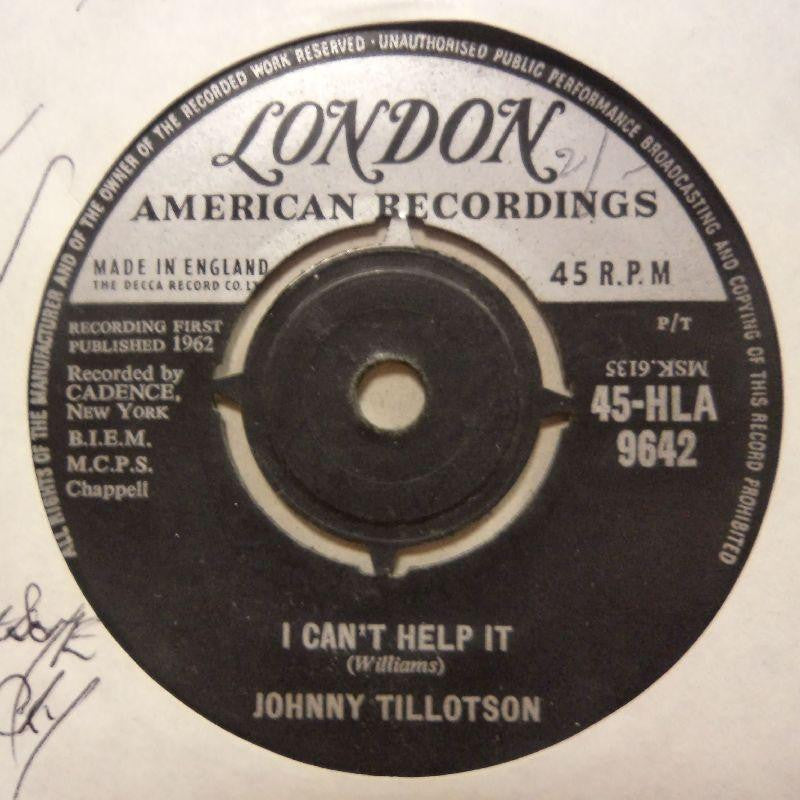 ALL RIGHTS OF THE MANUFACTURER AND OF THE OWNER OF THE RECORDED WORK RESERVED · UNAUTHORISED PUBLIC PERFORMANCE BROADCASTING AND COPYING OF THIS RECORD PROHIBITED
LONDON
2/-
AMERICAN RECORDINGS
MADE IN ENGLAND
THE DECCA RECORD CO.
45 R.P.M
RECORDING FIRST
PUBLISHED 1962
P/T
Recorded by
CADENCE,
NEW YORK
MSK.6135
45-HLA
9642
B.I.E.M.
M.C.P.S.
Chappell
I CAN'T HELP IT
(Williams)
JOHNNY TILLOTSON